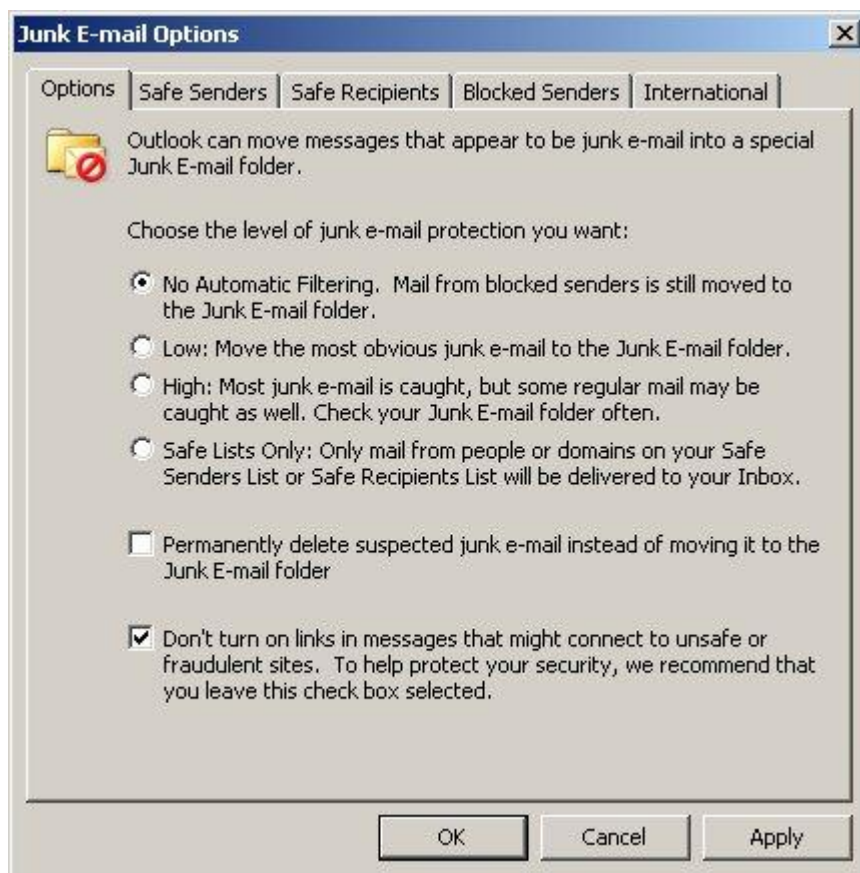 Junk E-mail Options
Options Safe Senders Safe Recipients Blocked Senders International
Outlook can move messages that appear to be junk e-mail into a special
Junk E-mail folder.
Choose the level of junk e-mail protection you want:
No Automatic Filtering. Mail from blocked senders is still moved to
the Junk E-mail folder.
Low: Move the most obvious junk e-mail to the Junk E-mail folder.
High: Most junk e-mail is caught, but some regular mail may be
caught as well. Check your Junk E-mail folder often.
Safe Lists Only: Only mail from people or domains on your Safe
Senders List or Safe Recipients List will be delivered to your Inbox.
Permanently delete suspected junk e-mail instead of moving it to the
Junk E-mail folder
Don't turn on links in messages that might connect to unsafe or
fraudulent sites. To help protect your security, we recommend that
you leave this check box selected.
OK Cancel Apply